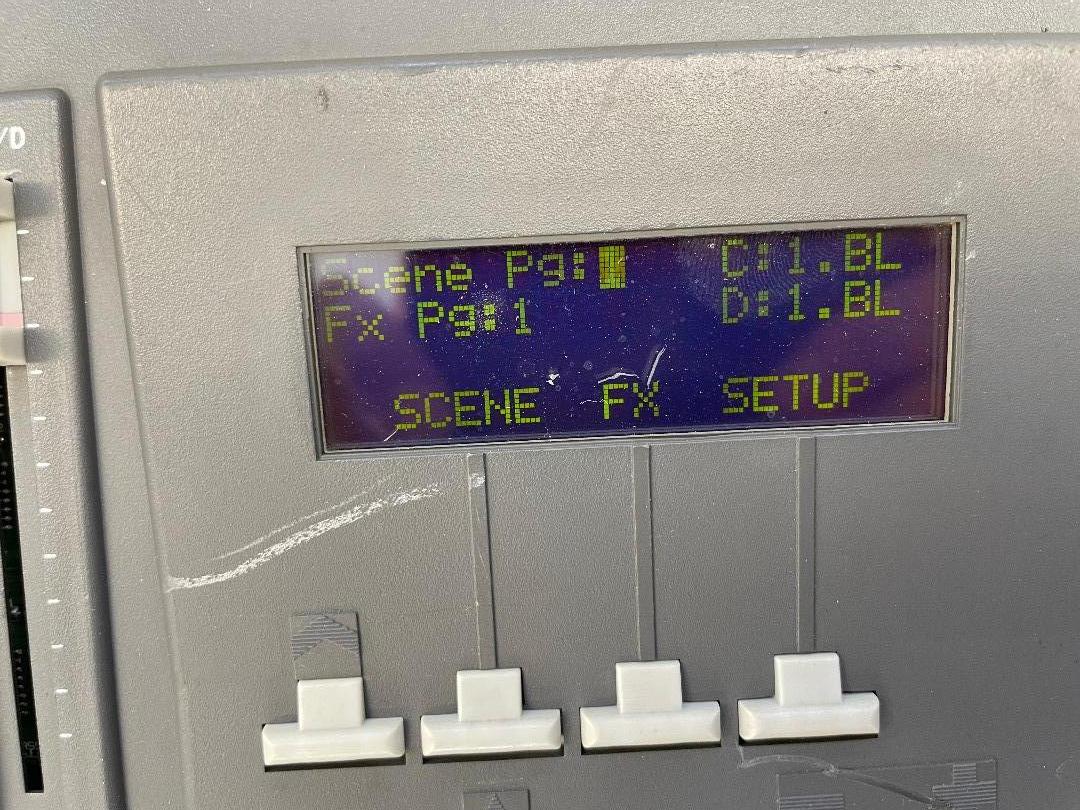 /D
Scene Pg: C:1.BL
Fx Pg:1 D:1.BL
SCENE FX SETUP